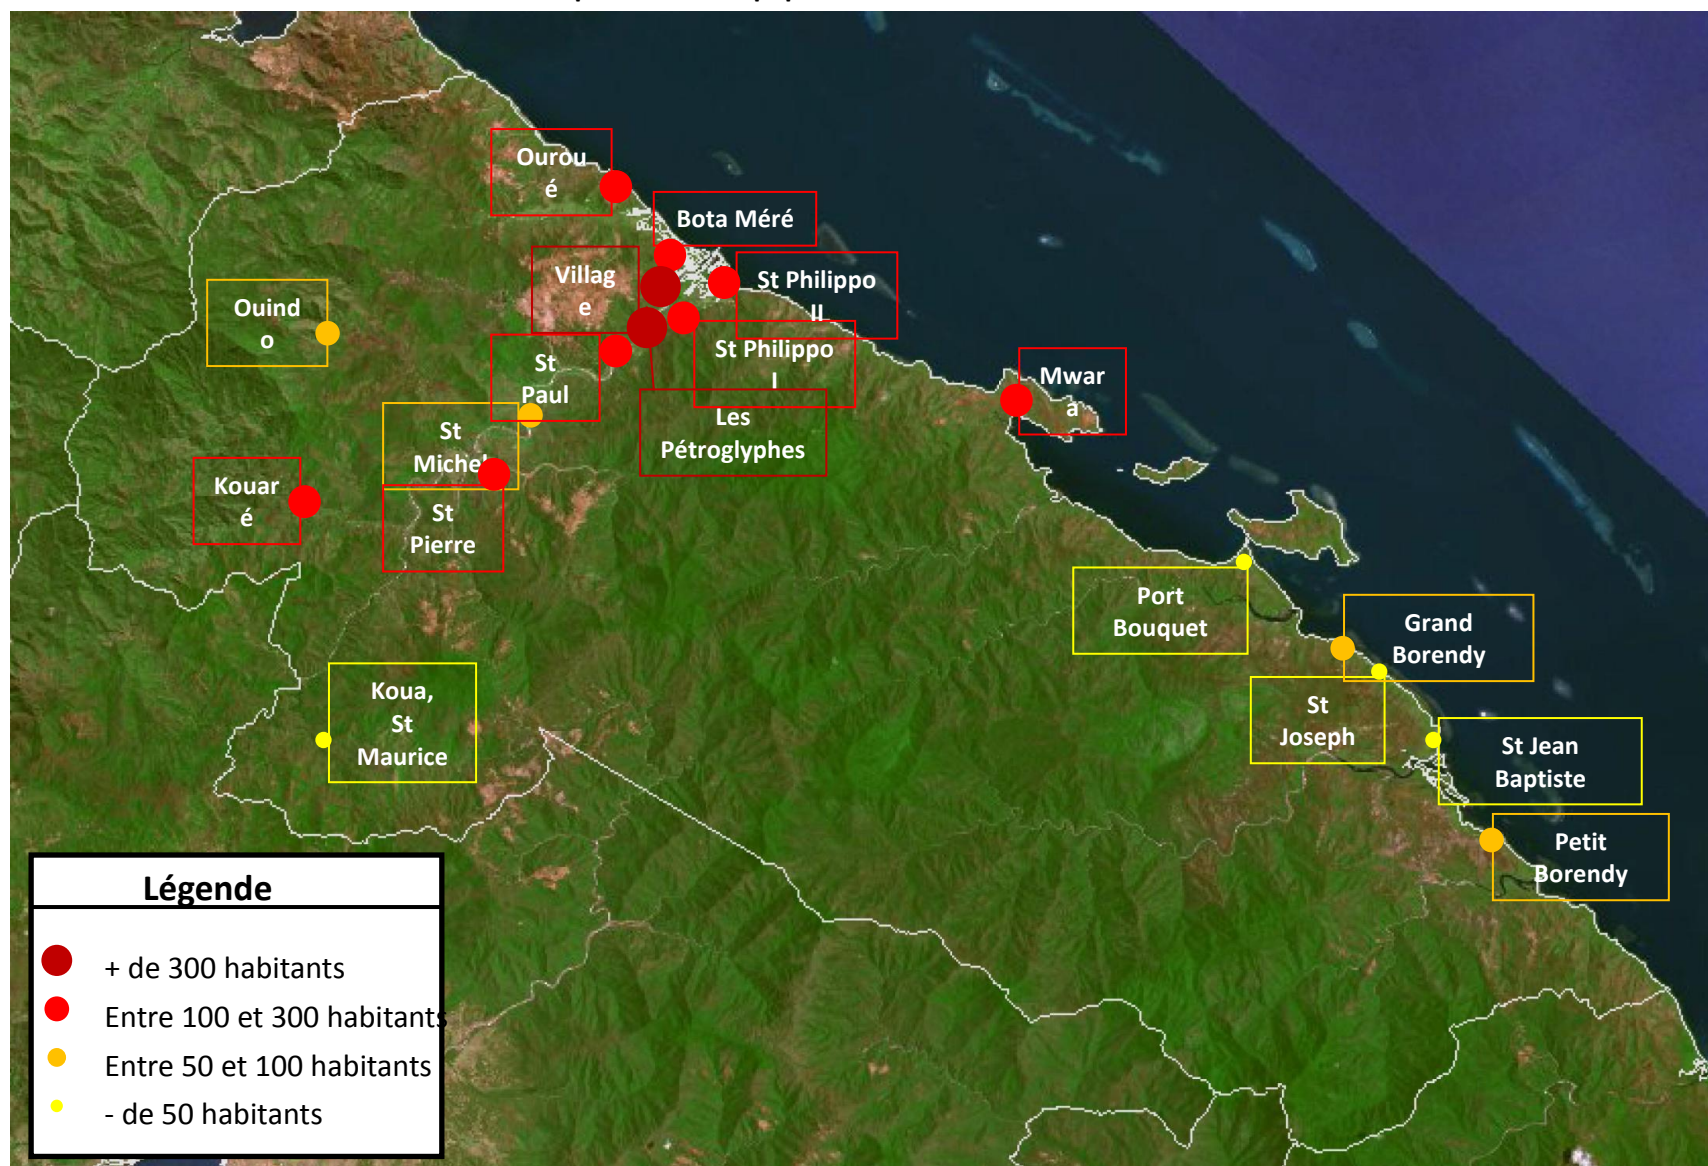 Ourou
é
Bota Méré
Villag
e
St Philippo
II
Ouind
o
St Philippo
I
St
Paul
Mwar
a
Les
Pétroglyphes
St
Michel
Kouar
é
St
Pierre
Port
Bouquet
Grand
Borendy
Koua,
St
Maurice
St
Joseph
St Jean
Baptiste
Petit
Borendy
Légende
+ de 300 habitants
Entre 100 et 300 habitants
Entre 50 et 100 habitants
- de 50 habitants